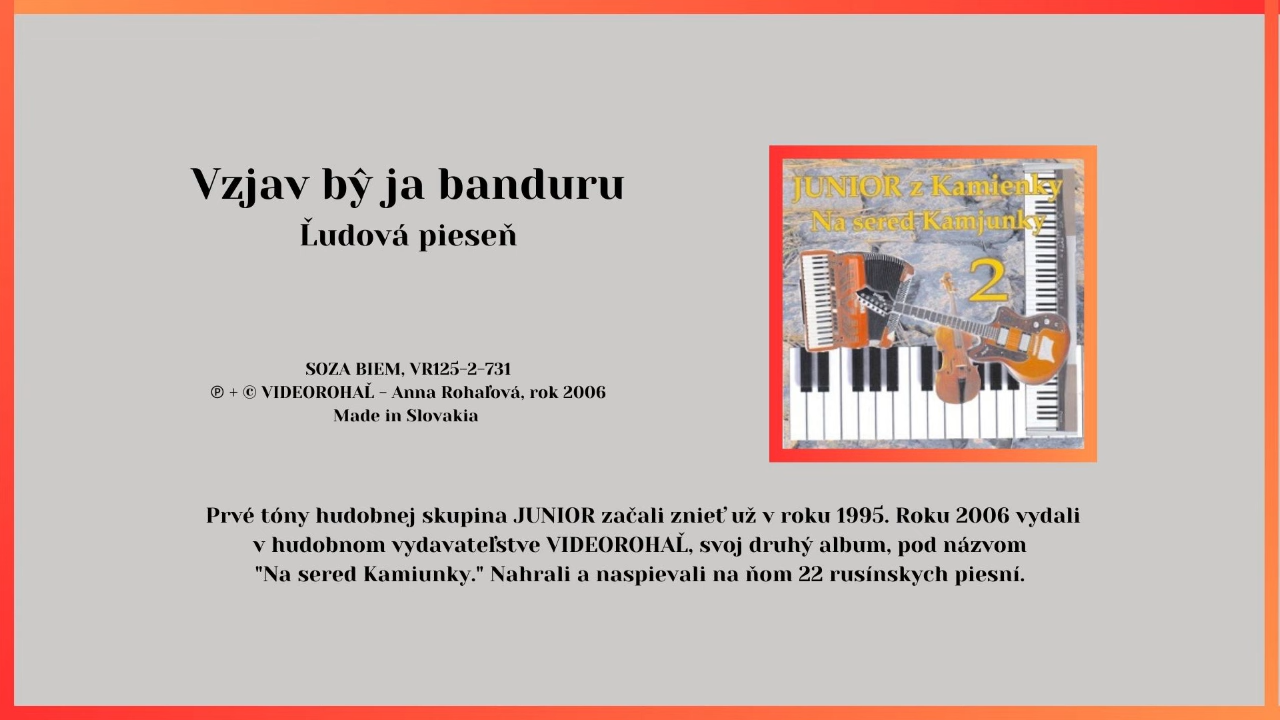 Vzjav bŷ ja banduru
Ľudová pieseň
SOZA BIEM, VR125-2-731
℗ + © VIDEOROHAĽ - Anna Rohaľová, rok 2006
Made in Slovakia
JUNIOR z Kamienky
Na sered Kamjunky
2
Prvé tóny hudobnej skupina JUNIOR začali znieť už v roku 1995. Roku 2006 vydali
v hudobnom vydavateľstve VIDEOROHAĽ, svoj druhý album, pod názvom
"Na sered Kamiunky." Nahrali a naspievali na ňom 22 rusínskych piesní.